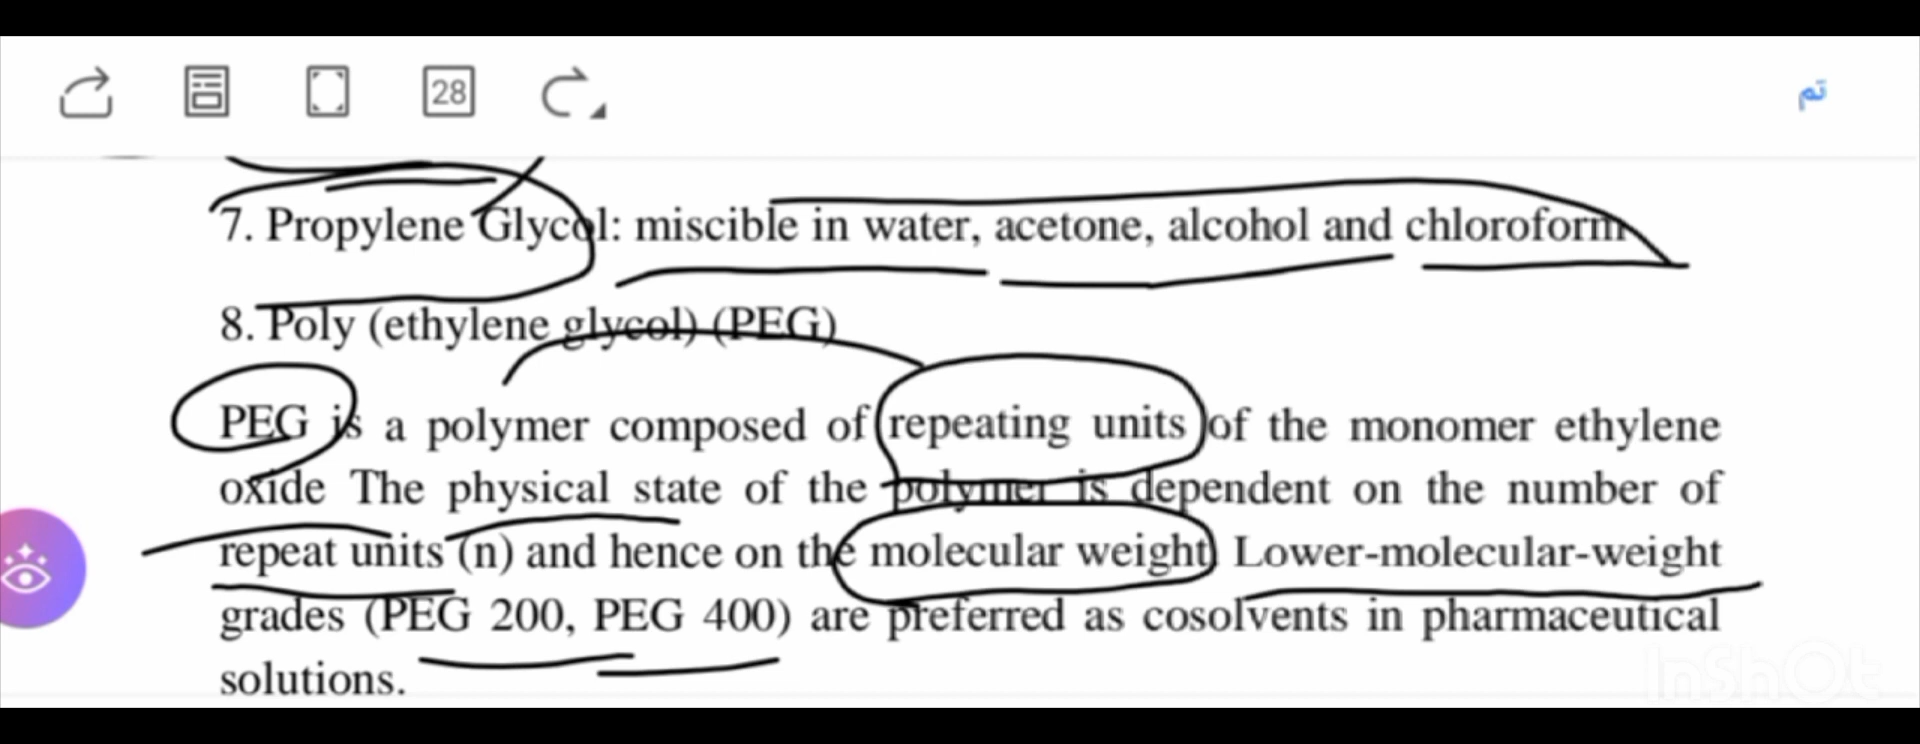 28
تم
7. Propylene Glycol: miscible in water, acetone, alcohol and chloroform
8. Poly (ethylene glycol) (PEG)
PEG is a polymer composed of repeating units of the monomer ethylene
oxide The physical state of the polymer is dependent on the number of
repeat units (n) and hence on the molecular weight. Lower-molecular-weight
grades (PEG 200, PEG 400) are preferred as cosolvents in pharmaceutical
solutions.
InShOt